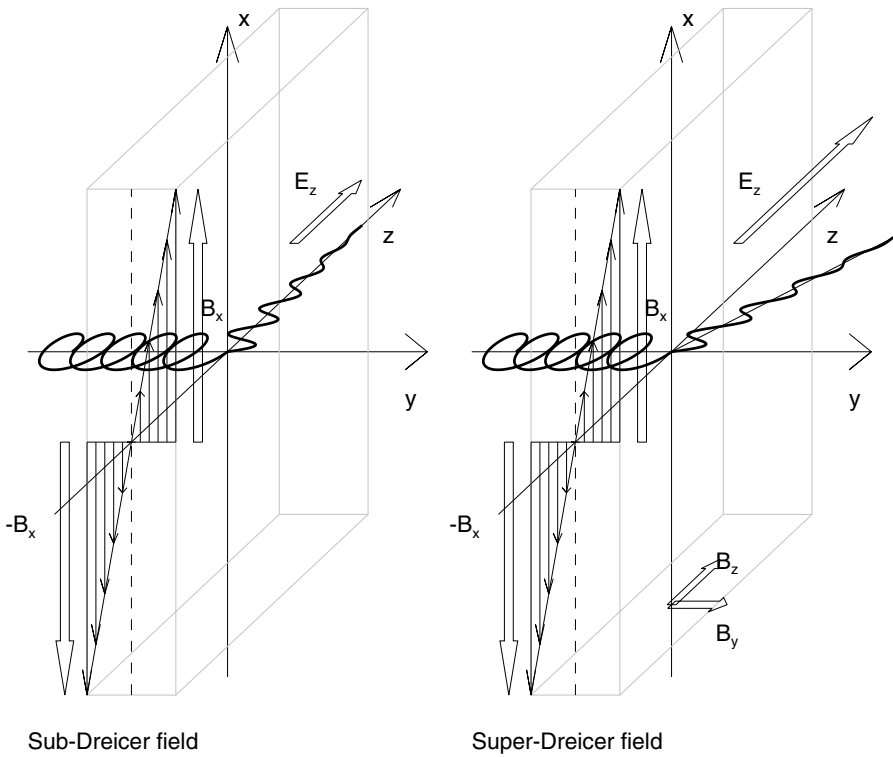 x
E_z
z
B_x
y
-B_x
Sub-Dreicer field
x
E_z
z
B_x
y
-B_x
B_z
B_y
Super-Dreicer field